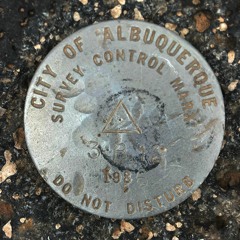 CITY OF ALBUQUERQUE
SURVEY CONTROL MARK
DO NOT DISTURB